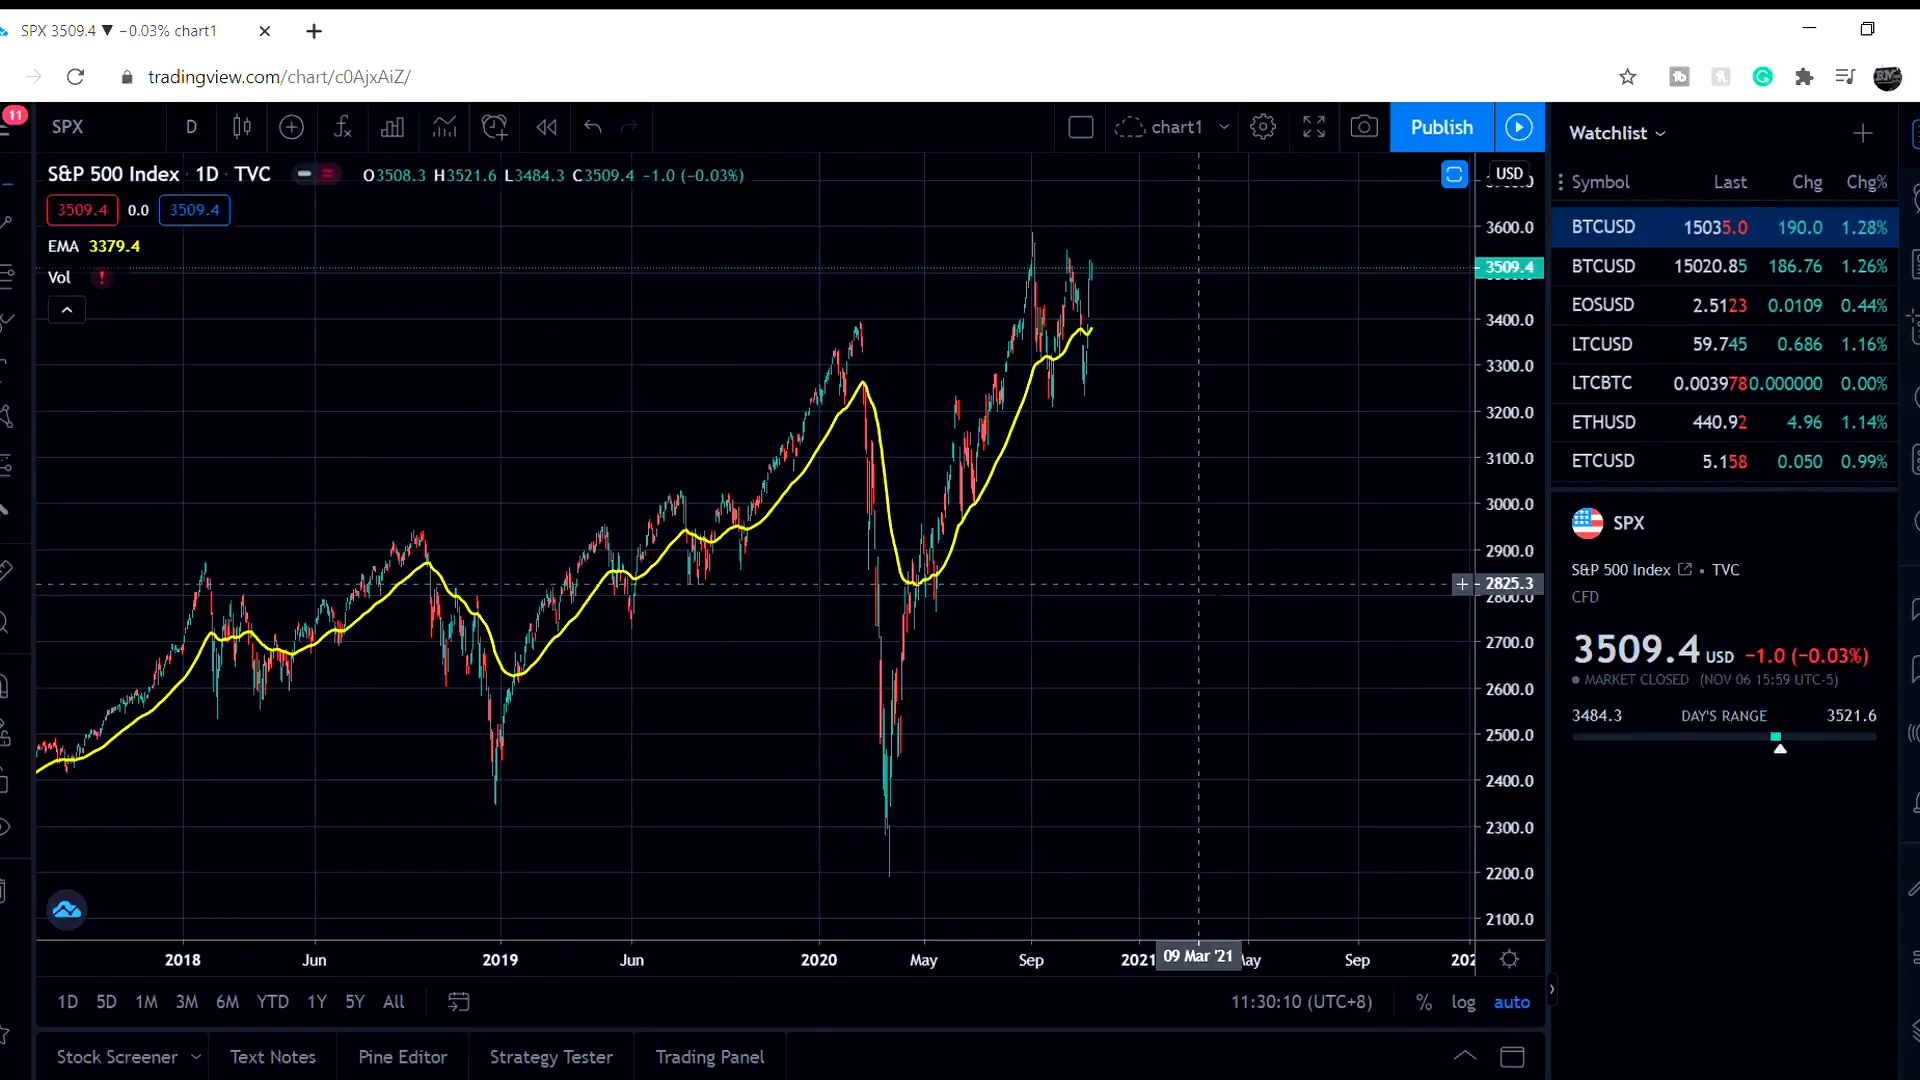 SPX 3509.4 ▼ −0.03% chart1
tradingview.com/chart/c0AjxAiZ/
11
SPX D chart1 Publish
S&P 500 Index · 1D · TVC O3508.3 H3521.6 L3484.3 C3509.4 −1.0 (−0.03%)
3509.4 0.0 3509.4
EMA 3379.4
Vol !
USD
3600.0
3509.4
3400.0
3300.0
3200.0
3100.0
3000.0
2900.0
2825.3
2800.0
2700.0
2600.0
2500.0
2400.0
2300.0
2200.0
2100.0
2018 Jun 2019 Jun 2020 May Sep 2021 09 Mar '21 Sep
1D 5D 1M 3M 6M YTD 1Y 5Y All 11:30:10 (UTC+8) % log auto
Stock Screener Text Notes Pine Editor Strategy Tester Trading Panel
Watchlist
Symbol Last Chg Chg%
BTCUSD 15035.0 190.0 1.28%
BTCUSD 15020.85 186.76 1.26%
EOSUSD 2.5123 0.0109 0.44%
LTCUSD 59.745 0.686 1.16%
LTCBTC 0.003978 0.000000 0.00%
ETHUSD 440.92 4.96 1.14%
ETCUSD 5.158 0.050 0.99%
SPX
S&P 500 Index • TVC
CFD
3509.4 USD −1.0 (−0.03%)
MARKET CLOSED (NOV 06 15:59 UTC-5)
3484.3 DAY'S RANGE 3521.6